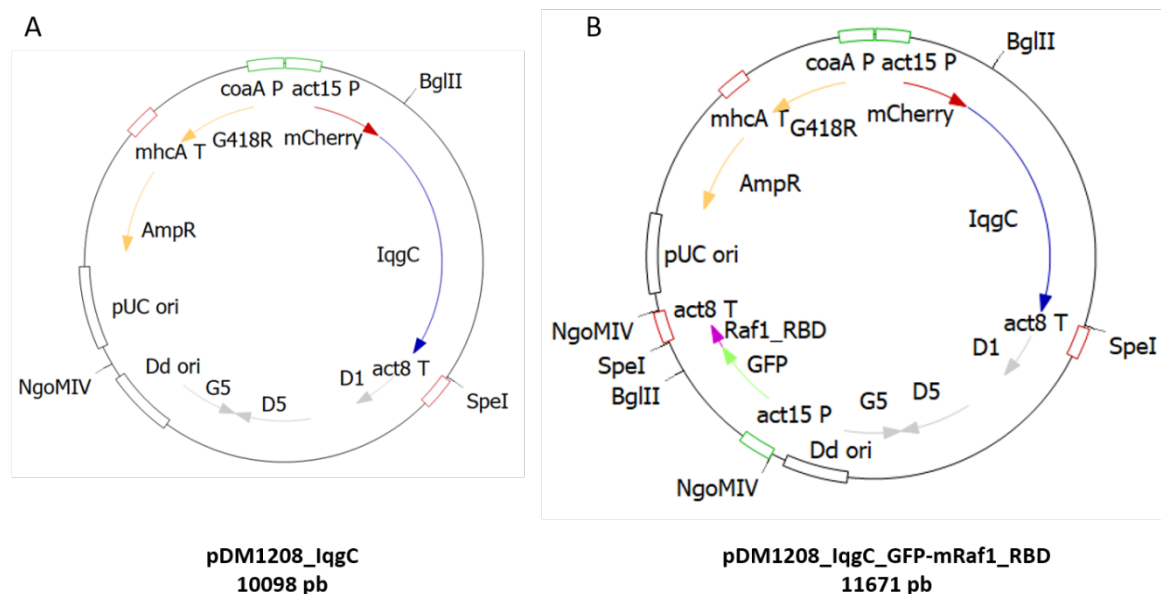 A
coaA P act15 P
BglII
mhcA T G418R mCherry
AmpR
IqgC
pUC ori
NgoMIV
Dd ori
G5
D5
D1 act8 T
SpeI
pDM1208_IqgC
10098 pb
B
coaA P act15 P
BglII
mhcA T G418R mCherry
AmpR
IqgC
pUC ori
act8 T
NgoMIV
Raf1_RBD
SpeI
GFP
BglII
act8 T
D1
SpeI
act15 P G5 D5
Dd ori
NgoMIV
pDM1208_IqgC_GFP-mRaf1_RBD
11671 pb